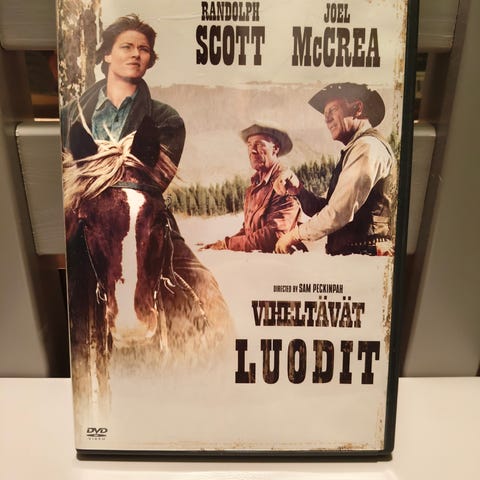 RANDOLPH JOEL
SCOTT McCREA
DIRECTED BY SAM PECKINPAH
VIHELTÄVÄT
LUODIT
DVD
VIDEO